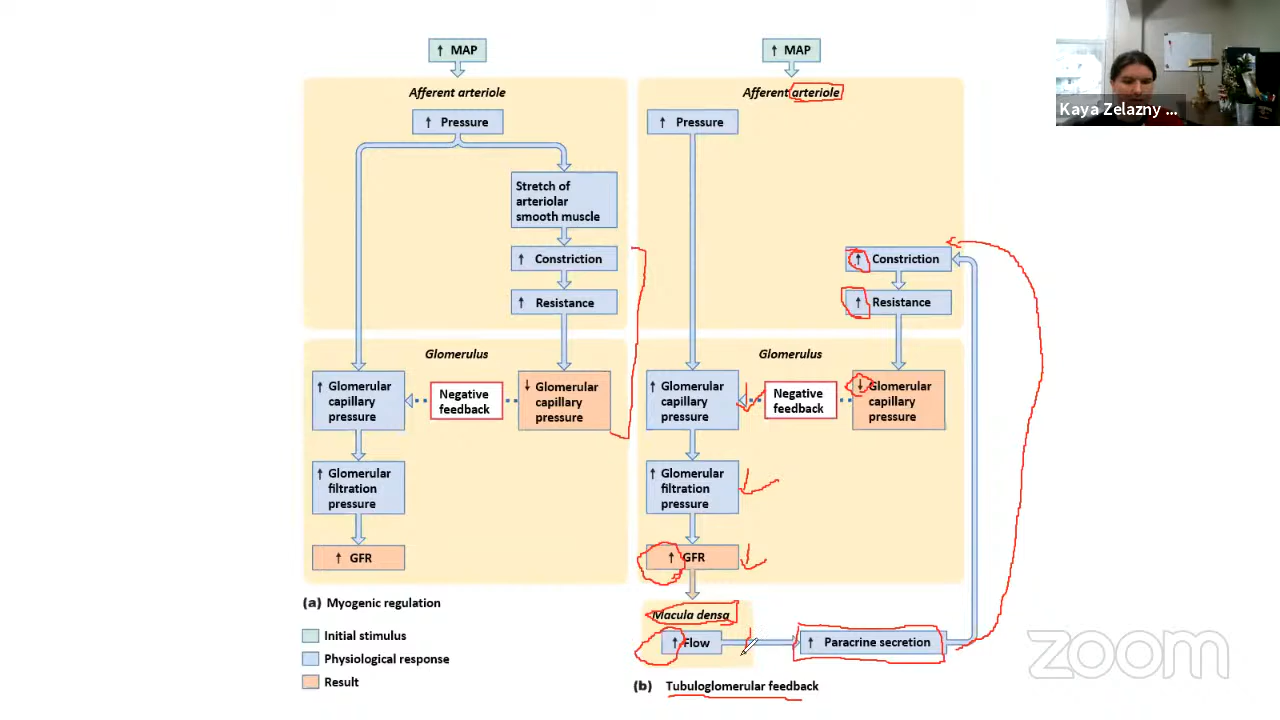 ↑ MAP
Afferent arteriole
↑ Pressure
Stretch of
arteriolar
smooth muscle
↑ Constriction
↑ Resistance
Glomerulus
↑ Glomerular
capillary
pressure
Negative
feedback
↓ Glomerular
capillary
pressure
↑ Glomerular
filtration
pressure
↑ GFR
(a) Myogenic regulation
Initial stimulus
Physiological response
Result
↑ MAP
Afferent arteriole
↑ Pressure
↑ Constriction
↑ Resistance
Glomerulus
↑ Glomerular
capillary
pressure
Negative
feedback
↓ Glomerular
capillary
pressure
↑ Glomerular
filtration
pressure
↑ GFR
Macula densa
↑ Flow
↑ Paracrine secretion
(b) Tubuloglomerular feedback
Kaya Zelazny ...
zoom